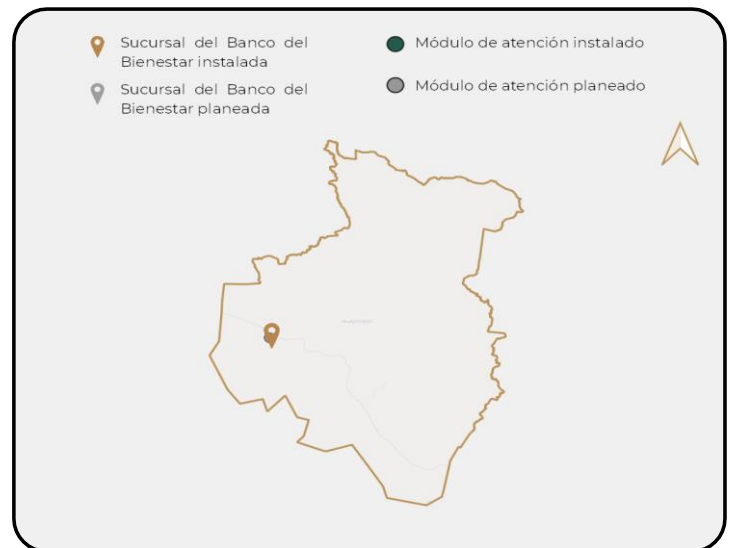 Sucursal del Banco del
Bienestar instalada
Sucursal del Banco del
Bienestar planeada
Módulo de atención instalado
Módulo de atención planeado